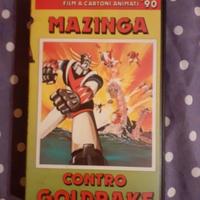 FILM A CARTONI ANIMATI 90
MAZINGA
CONTRO
GOLDRAKE